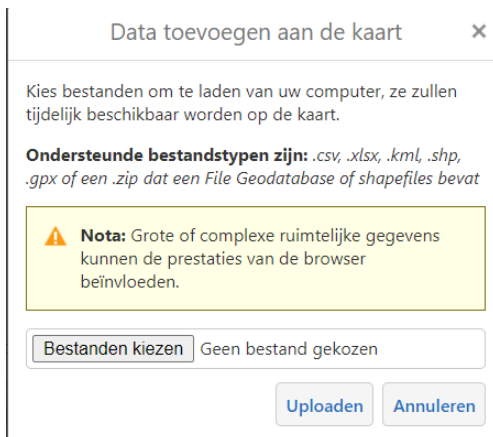 Data toevoegen aan de kaart ×
Kies bestanden om te laden van uw computer, ze zullen
tijdelijk beschikbaar worden op de kaart.
Ondersteunde bestandstypen zijn: .csv, .xlsx, .kml, .shp,
.gpx of een .zip dat een File Geodatabase of shapefiles bevat
Nota: Grote of complexe ruimtelijke gegevens
kunnen de prestaties van de browser
beïnvloeden.
Bestanden kiezen Geen bestand gekozen
Uploaden Annuleren